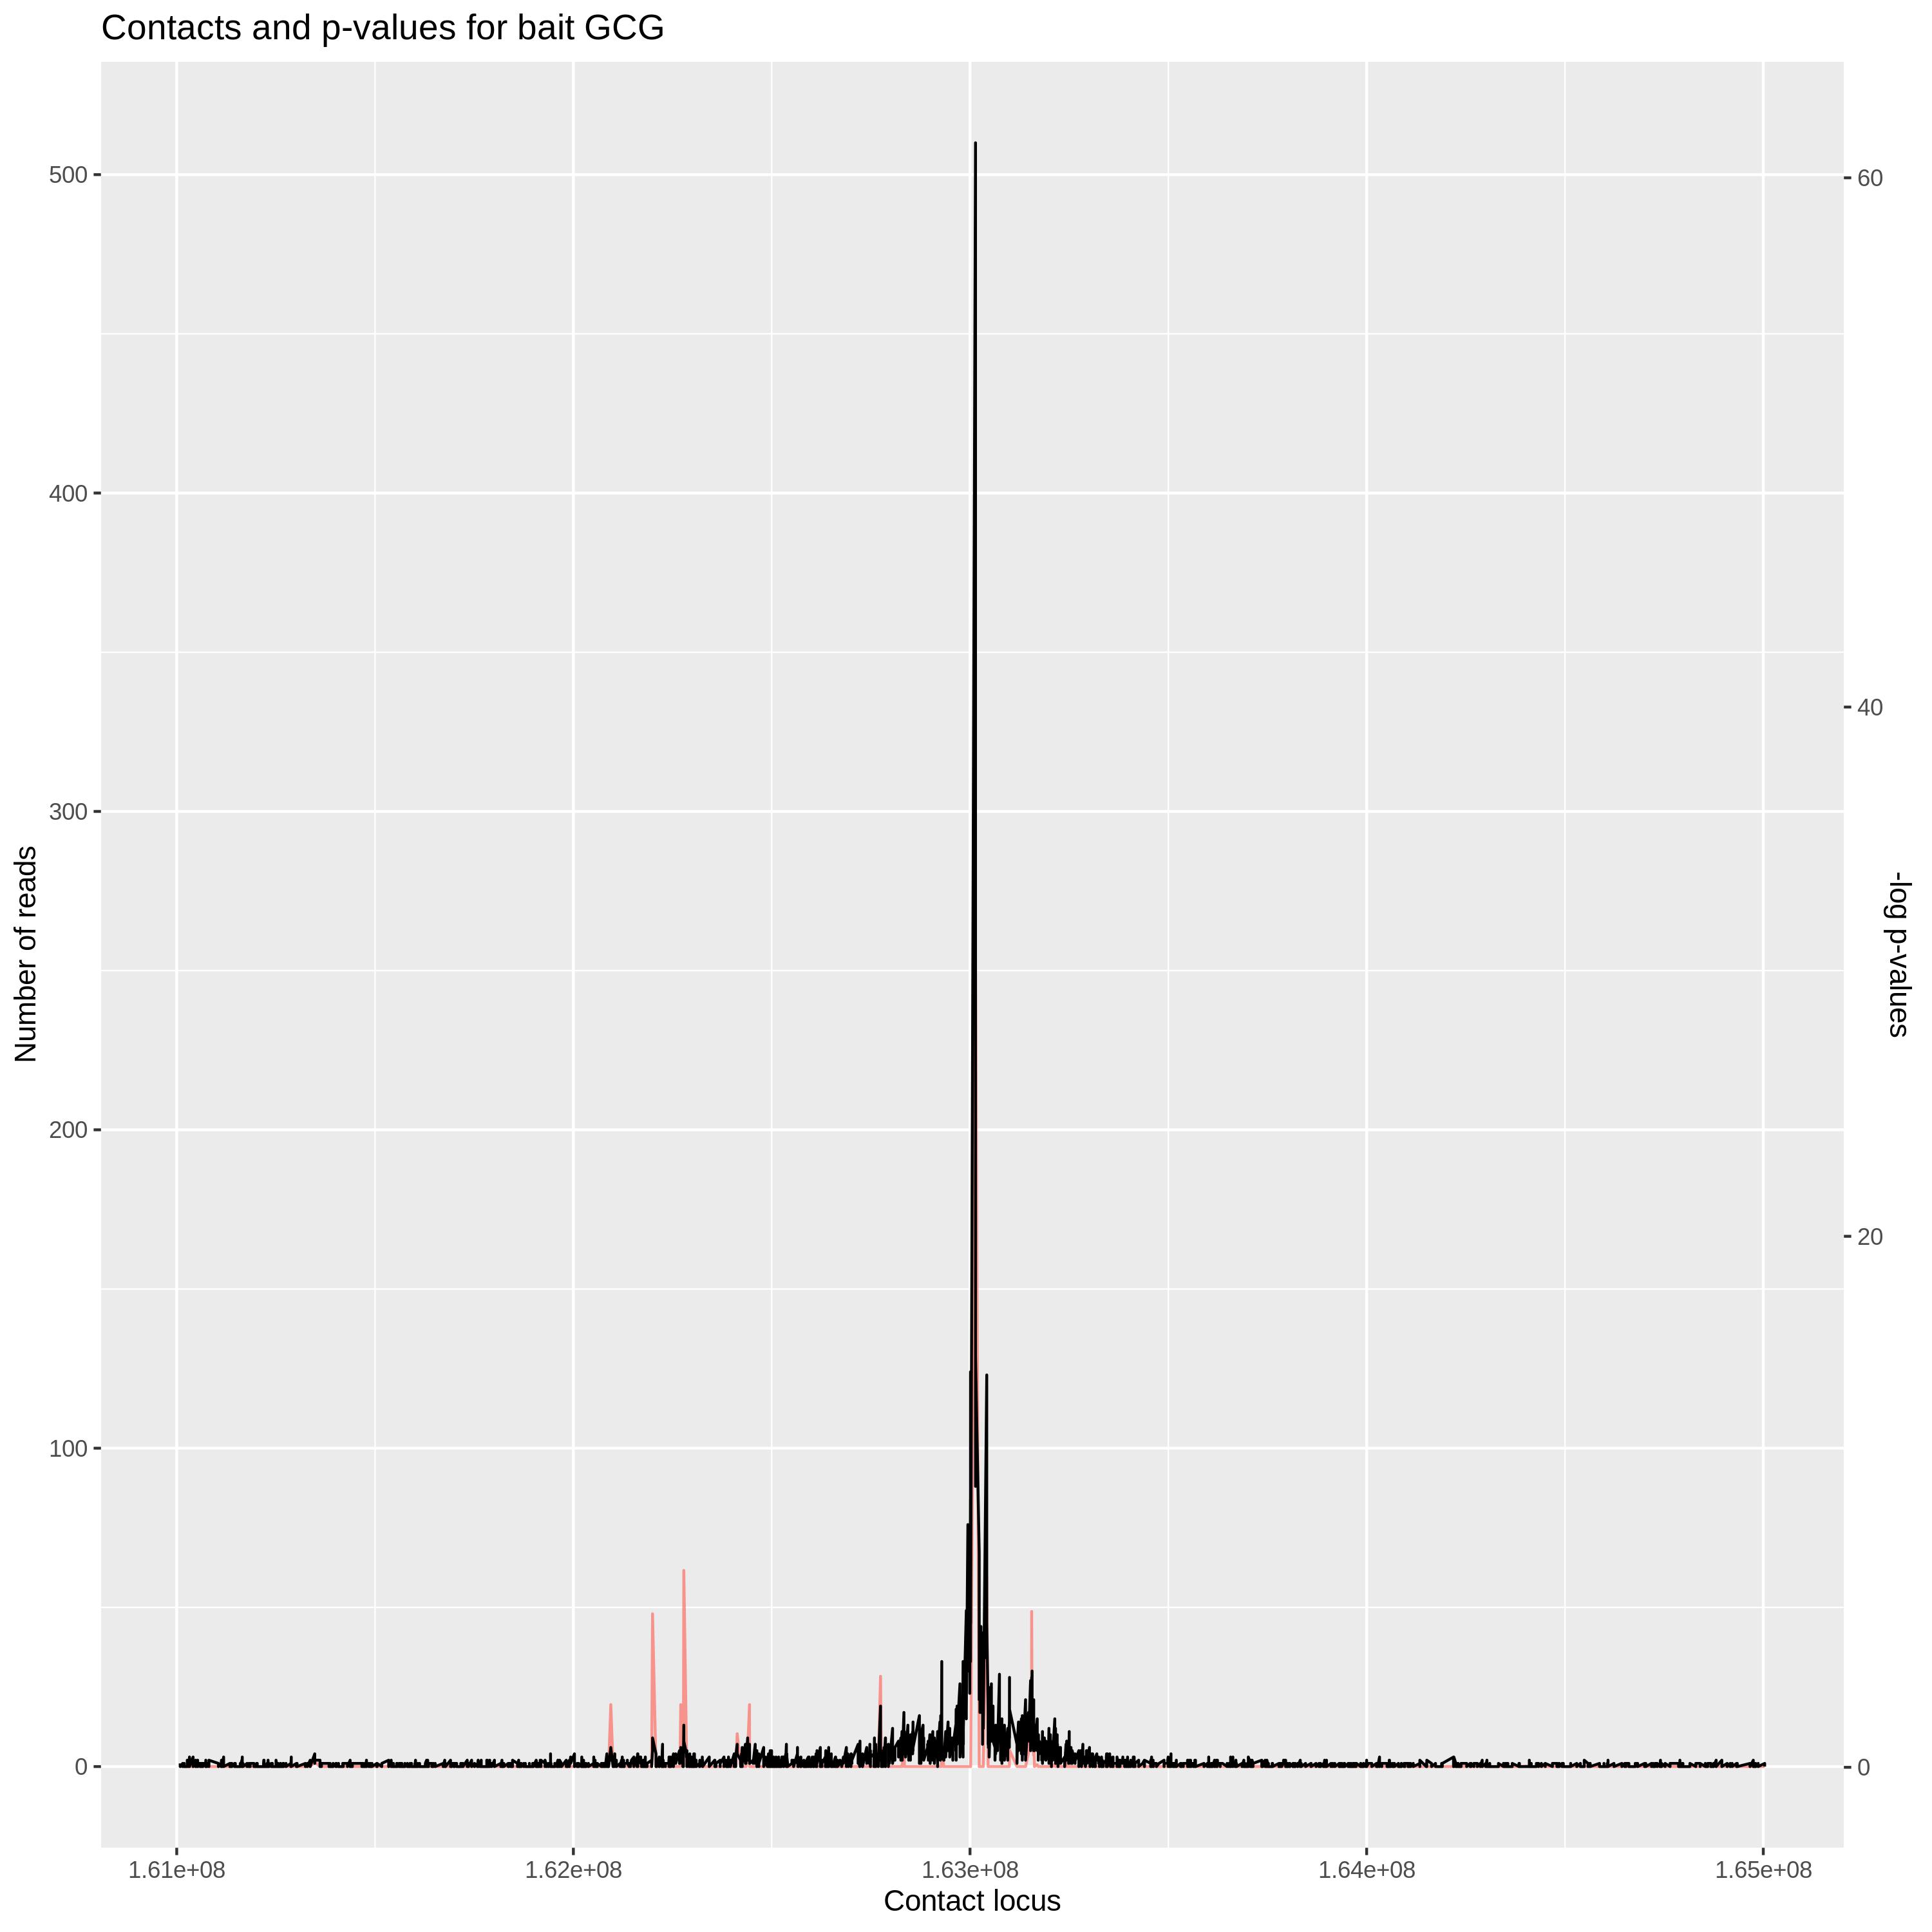 Contacts and p-values for bait GCG
500
400
300
200
100
0
Number of reads
60
40
20
0
-log p-values
1.61e+08
1.62e+08
1.63e+08
1.64e+08
1.65e+08
Contact locus